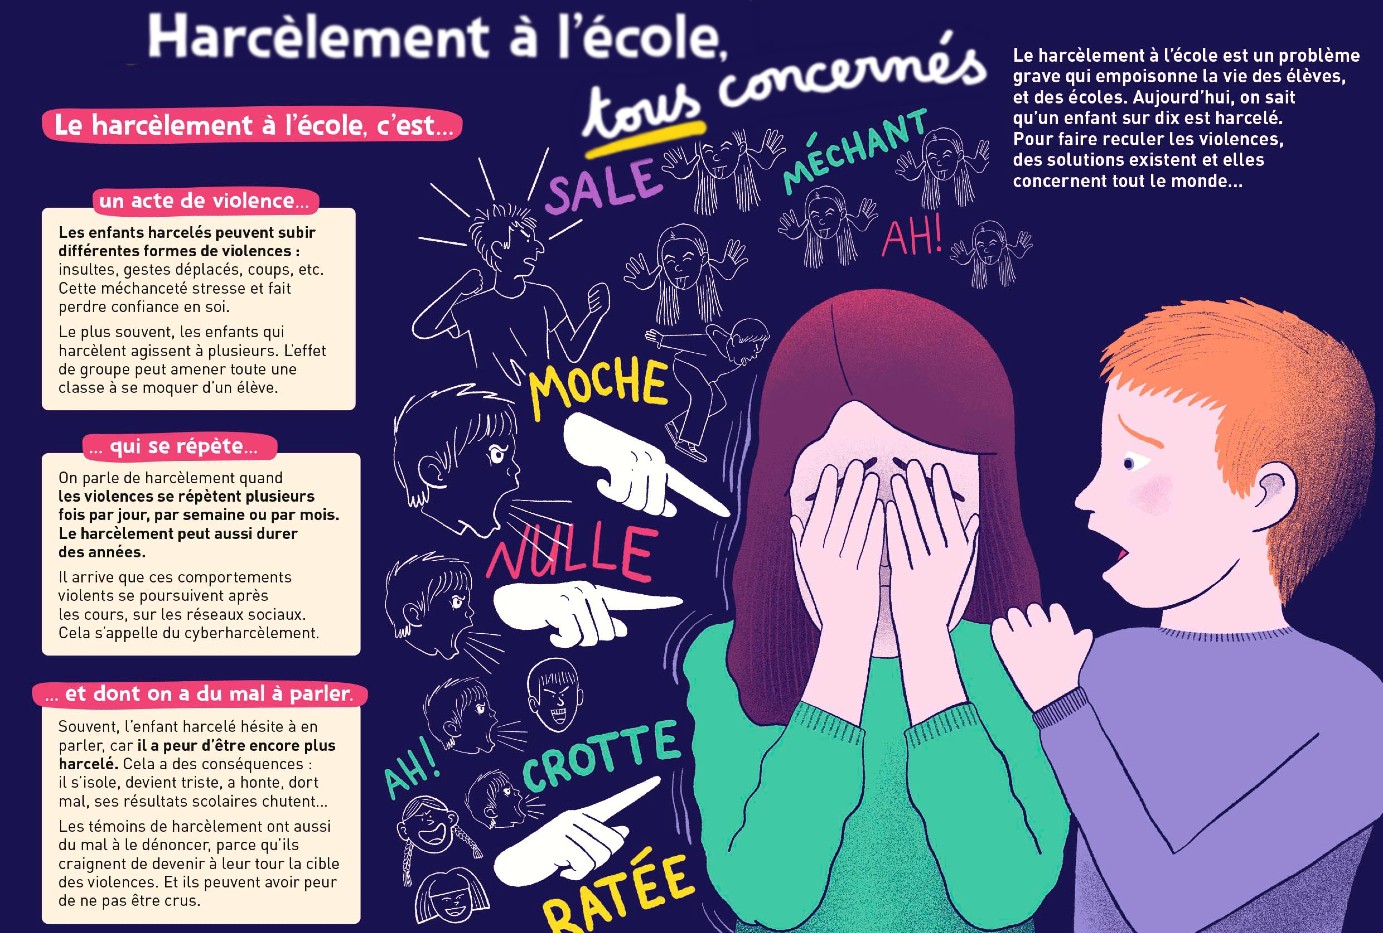 Harcèlement à l'école,
tous concernés
Le harcèlement à l'école est un problème
grave qui empoisonne la vie des élèves,
et des écoles. Aujourd'hui, on sait
qu'un enfant sur dix est harcelé.
Pour faire reculer les violences,
des solutions existent et elles
concernent tout le monde...
Le harcèlement à l'école, c'est...
un acte de violence...
Les enfants harcelés peuvent subir
différentes formes de violences :
insultes, gestes déplacés, coups, etc.
Cette méchanceté stresse et fait
perdre confiance en soi.
Le plus souvent, les enfants qui
harcèlent agissent à plusieurs. L'effet
de groupe peut amener toute une
classe à se moquer d'un élève.
... qui se répète...
On parle de harcèlement quand
les violences se répètent plusieurs
fois par jour, par semaine ou par mois.
Le harcèlement peut aussi durer
des années.
Il arrive que ces comportements
violents se poursuivent après
les cours, sur les réseaux sociaux.
Cela s'appelle du cyberharcèlement.
... et dont on a du mal à parler.
Souvent, l'enfant harcelé hésite à en
parler, car il a peur d'être encore plus
harcelé. Cela a des conséquences :
il s'isole, devient triste, a honte, dort
mal, ses résultats scolaires chutent...
Les témoins de harcèlement ont aussi
du mal à le dénoncer, parce qu'ils
craignent de devenir à leur tour la cible
des violences. Et ils peuvent avoir peur
de ne pas être crus.
SALE
MÉCHANT
AH!
MOCHE
NULLE
CROTTE
AH!
RATÉE